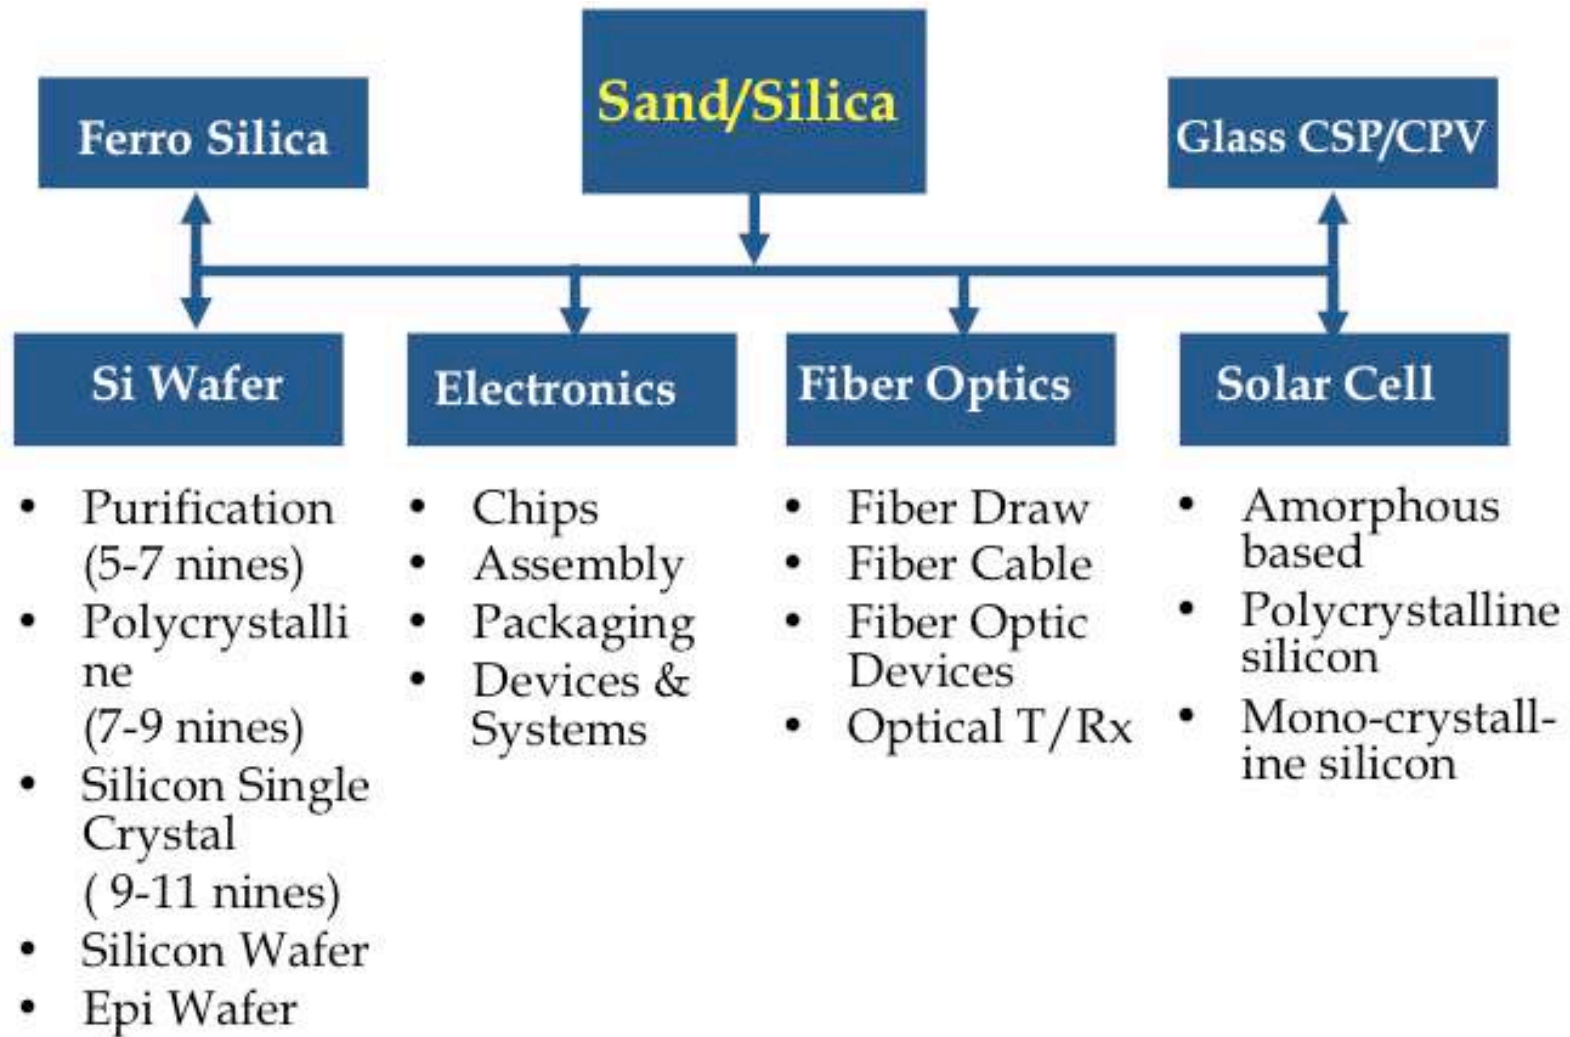 Sand/Silica
Ferro Silica
Glass CSP/CPV
Si Wafer
Electronics
Fiber Optics
Solar Cell
• Purification
(5-7 nines)
• Polycrystalli
ne
(7-9 nines)
• Silicon Single
Crystal
( 9-11 nines)
• Silicon Wafer
• Epi Wafer
• Chips
• Assembly
• Packaging
• Devices &
Systems
• Fiber Draw
• Fiber Cable
• Fiber Optic
Devices
• Optical T/Rx
• Amorphous
based
• Polycrystalline
silicon
• Mono-crystall-
ine silicon